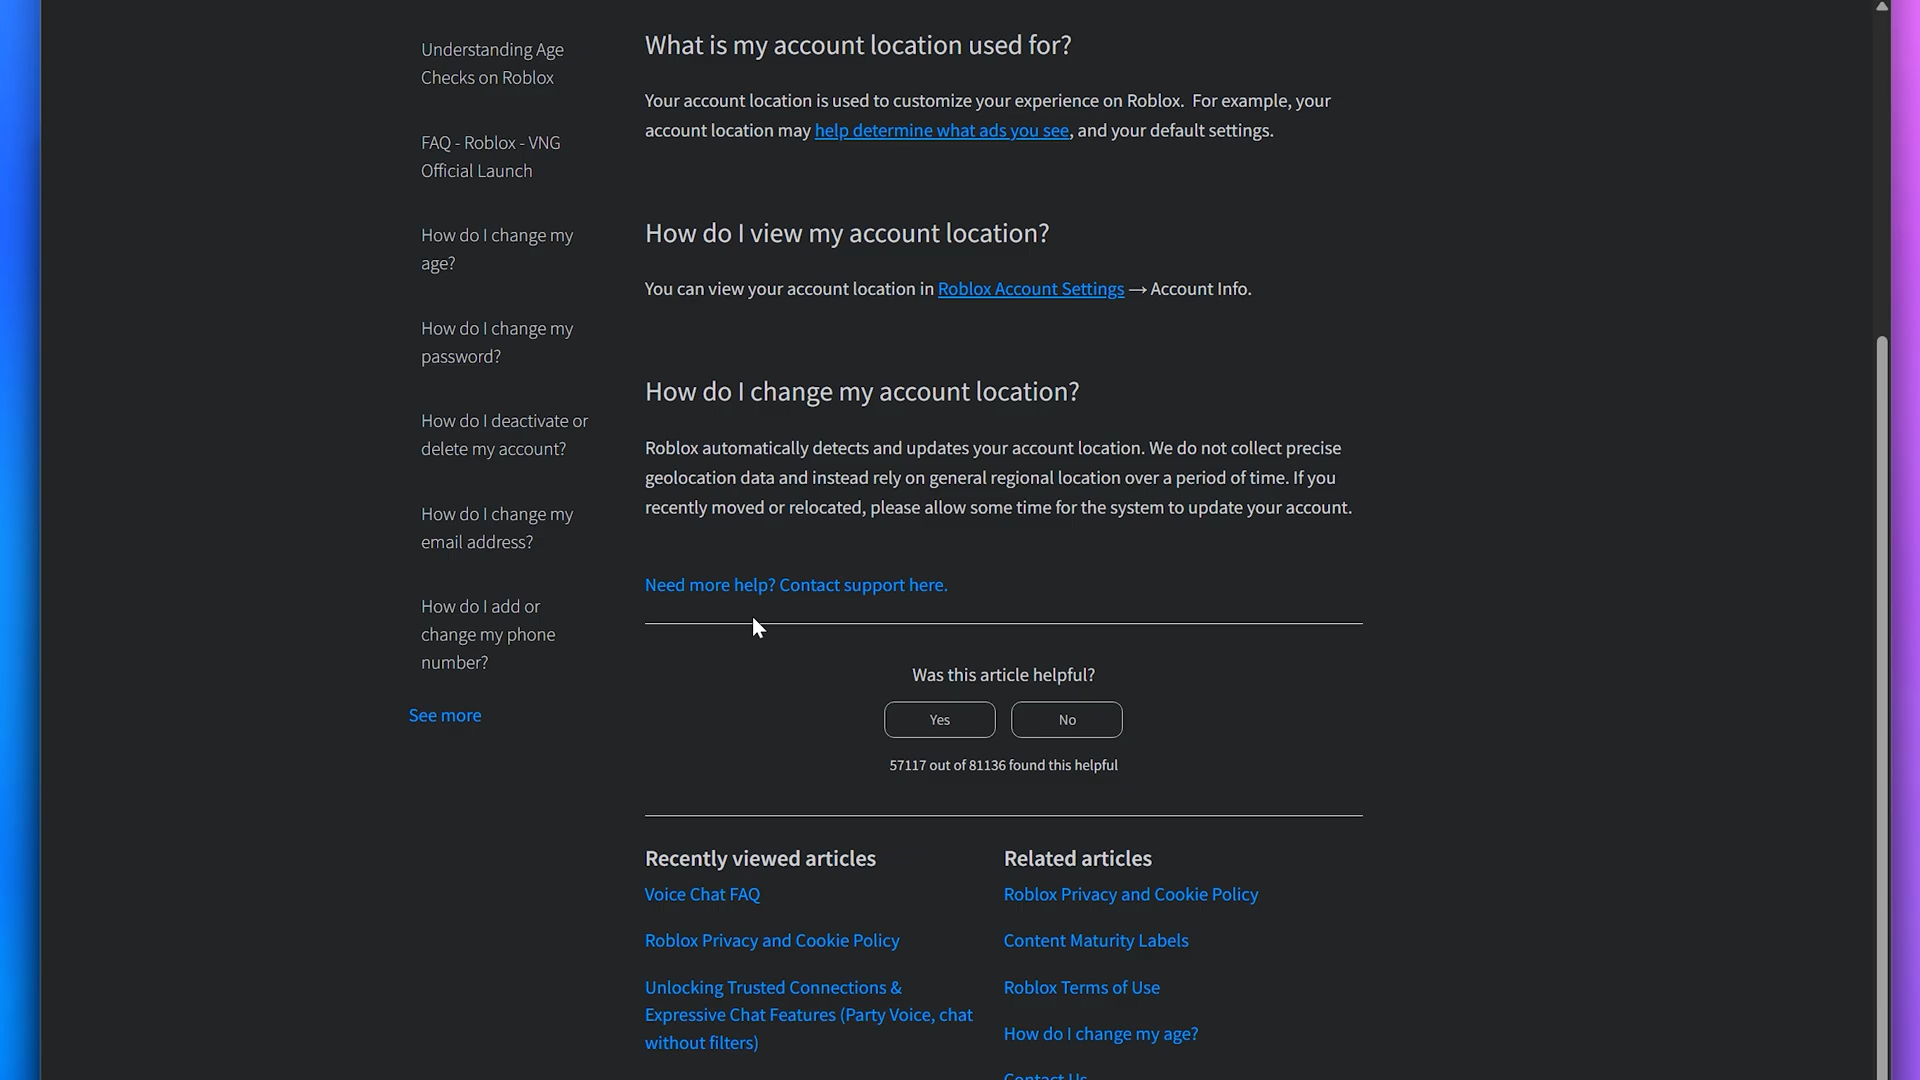 Understanding Age
Checks on Roblox
FAQ - Roblox - VNG
Official Launch
How do I change my
age?
How do I change my
password?
How do I deactivate or
delete my account?
How do I change my
email address?
How do I add or
change my phone
number?
See more
What is my account location used for?
Your account location is used to customize your experience on Roblox.  For example, your
account location may help determine what ads you see, and your default settings.
How do I view my account location?
You can view your account location in Roblox Account Settings → Account Info.
How do I change my account location?
Roblox automatically detects and updates your account location. We do not collect precise
geolocation data and instead rely on general regional location over a period of time. If you
recently moved or relocated, please allow some time for the system to update your account.
Need more help? Contact support here.
Was this article helpful?
Yes
No
57117 out of 81136 found this helpful
Recently viewed articles
Voice Chat FAQ
Roblox Privacy and Cookie Policy
Unlocking Trusted Connections &
Expressive Chat Features (Party Voice, chat
without filters)
Related articles
Roblox Privacy and Cookie Policy
Content Maturity Labels
Roblox Terms of Use
How do I change my age?
Contact Us